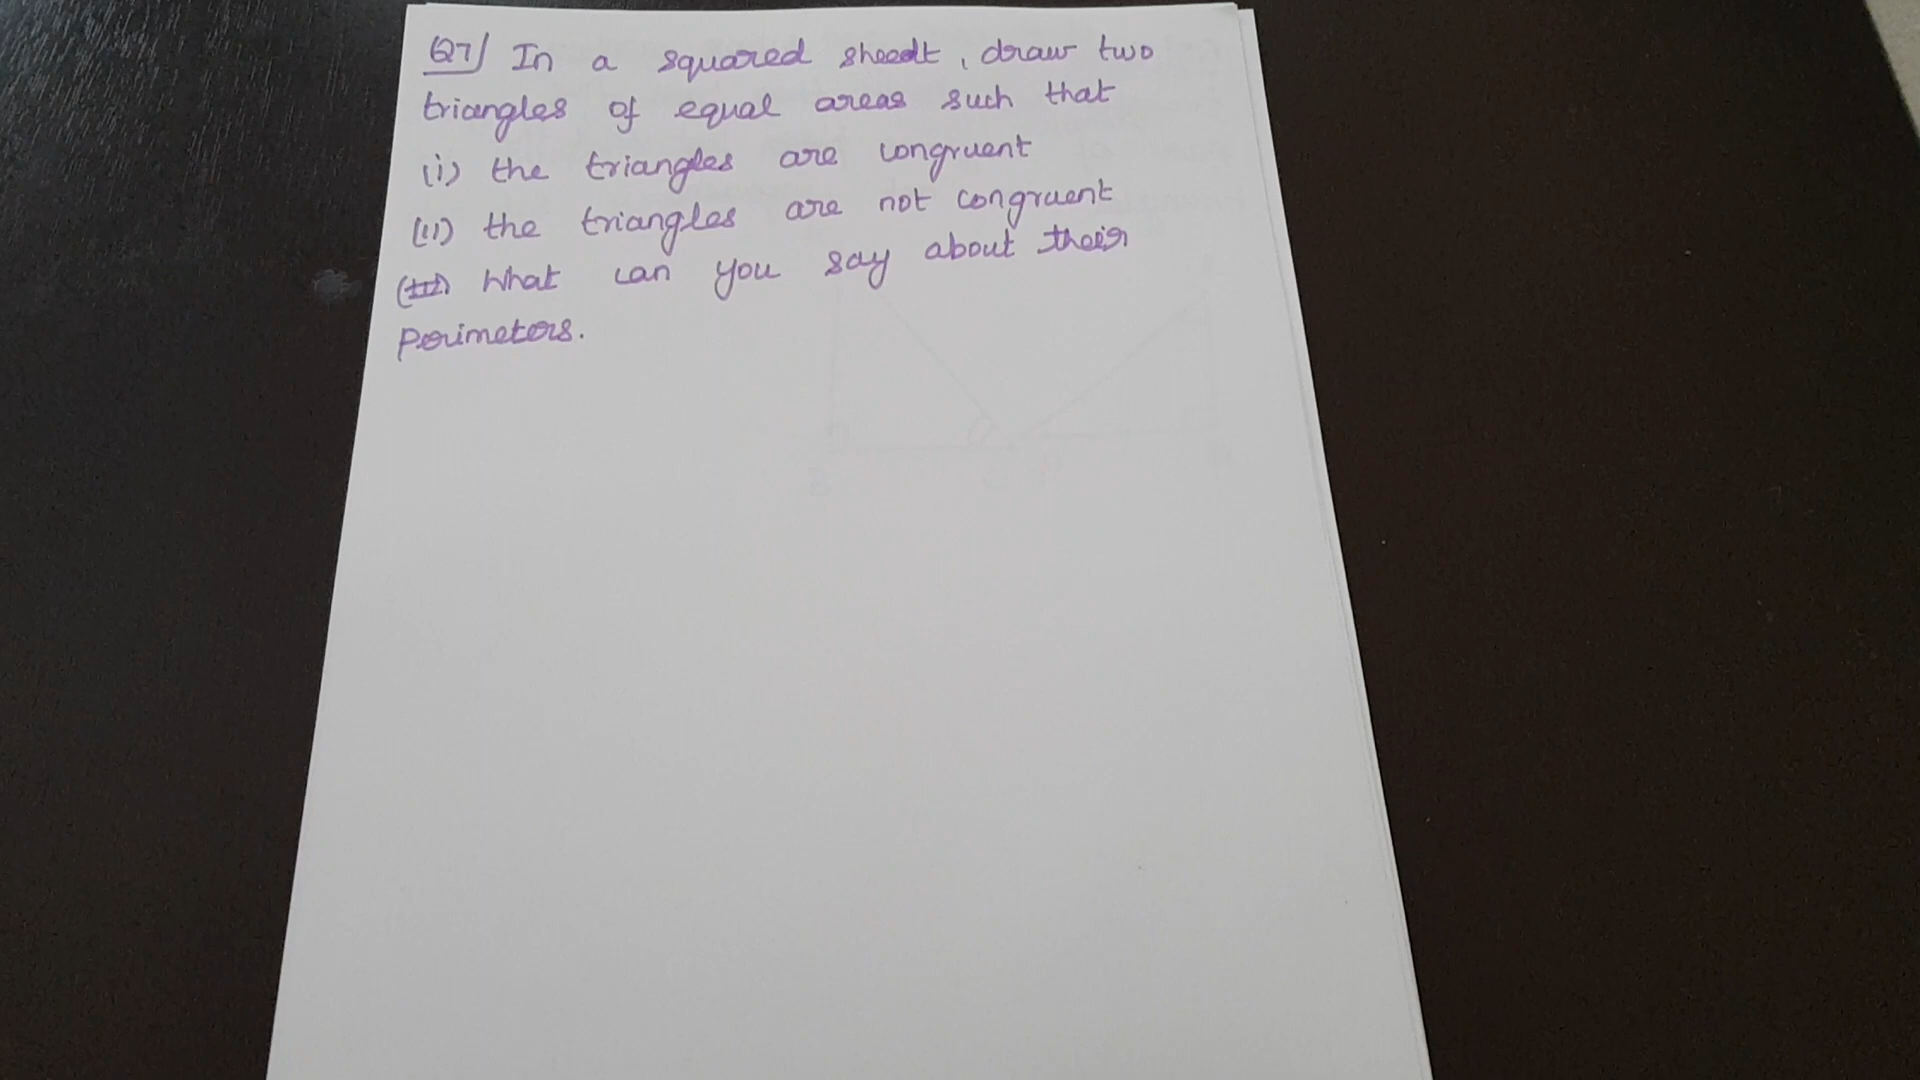 Q7) In a squared sheedt, draw two
triangles of equal areas such that
(i) the triangles are congruent
(ii) the triangles are not congruent
(iii) What can you say about their
perimeters.